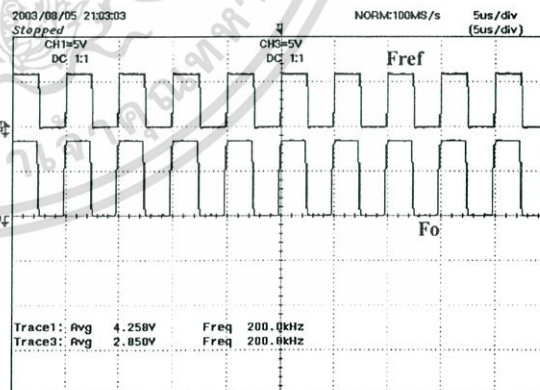 2003/08/05 21:03:03 NORM:100MS/s 5us/div
Stopped (5us/div)
CH1=5V CH3=5V
DC 1:1 DC 1:1
Fref
Fo
Trace1: Avg 4.258V Freq 200.0kHz
Trace3: Avg 2.850V Freq 200.0kHz